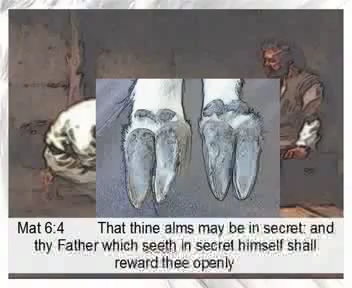 Mat 6:4 That thine alms may be in secret: and
thy Father which seeth in secret himself shall
reward thee openly